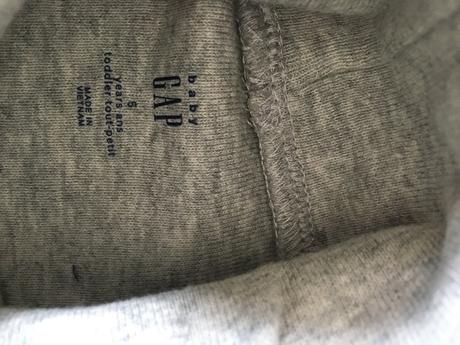 baby
GAP
5
years ans
toddler tout-petit
MADE IN
VIETNAM